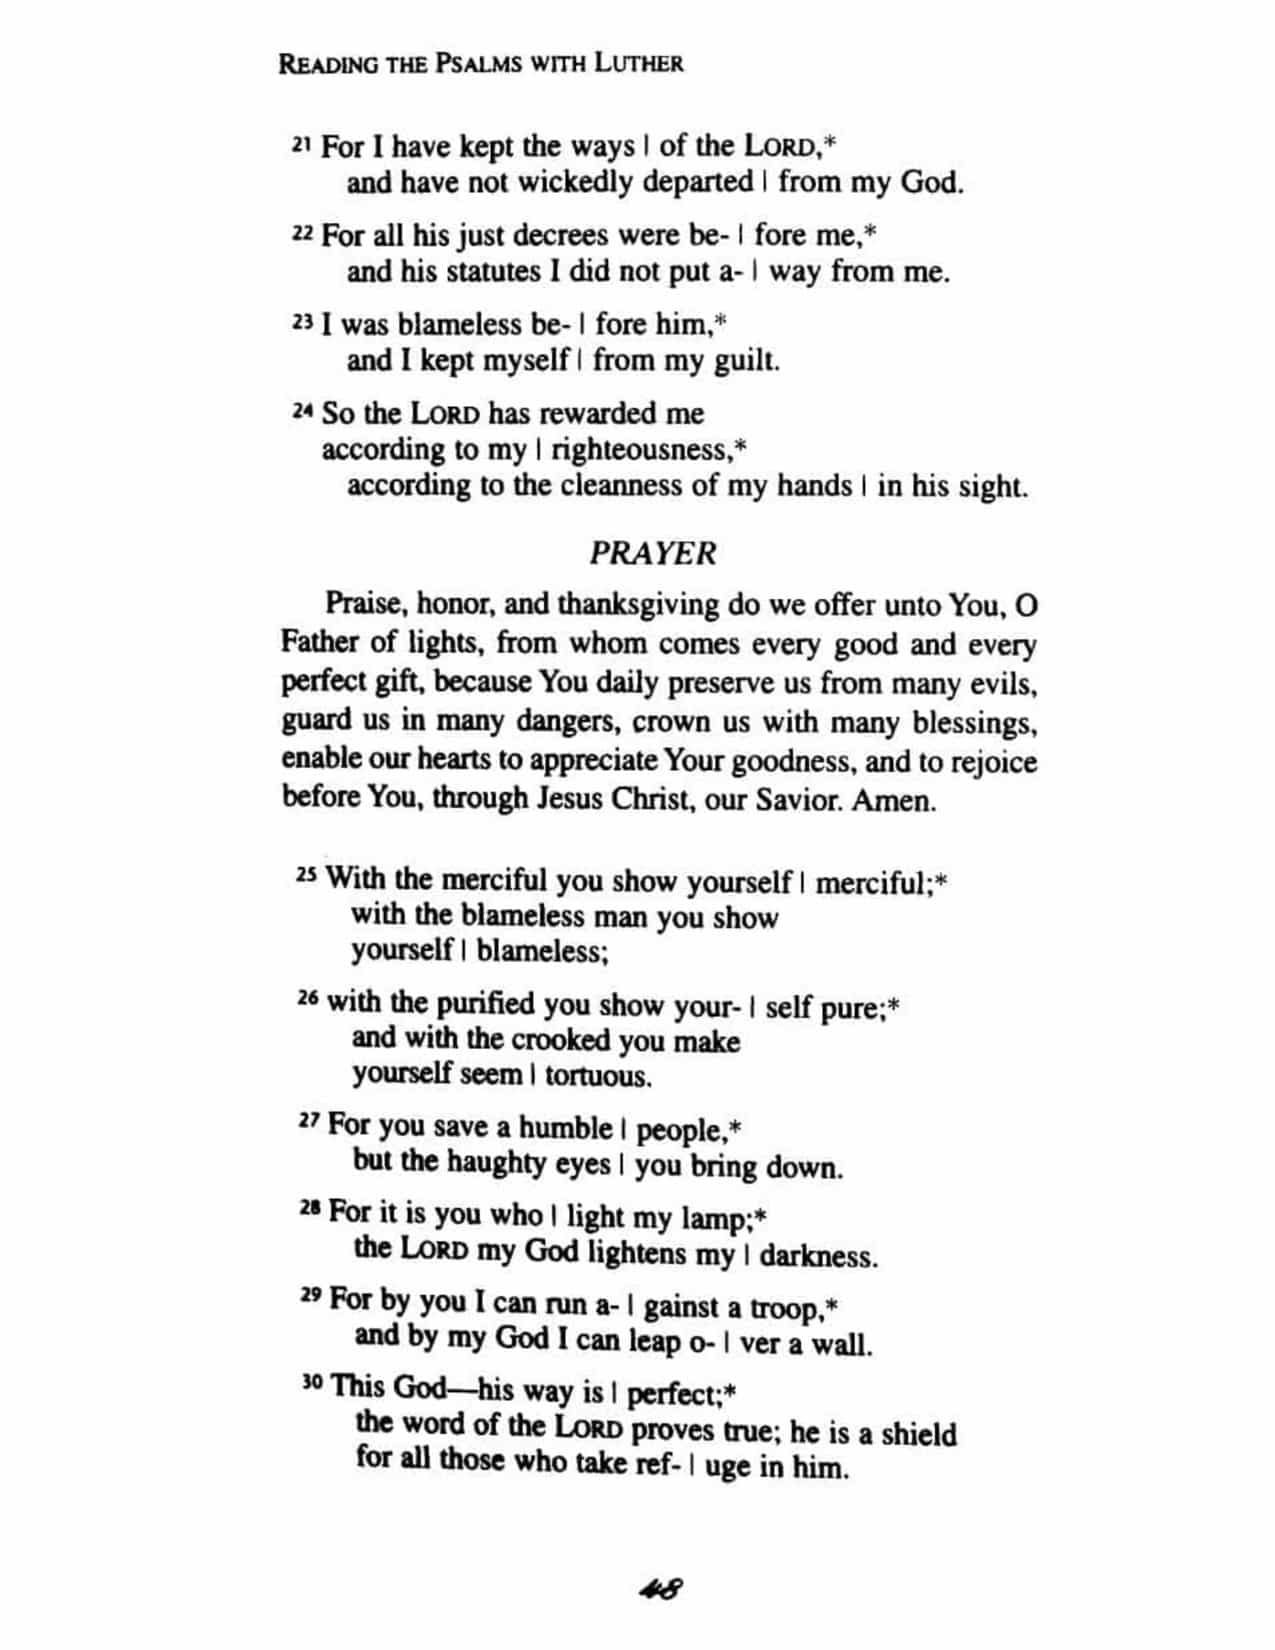 READING THE PSALMS WITH LUTHER
21 For I have kept the ways | of the LORD,*
and have not wickedly departed | from my God.
22 For all his just decrees were be- | fore me,*
and his statutes I did not put a- | way from me.
23 I was blameless be- | fore him,*
and I kept myself | from my guilt.
24 So the LORD has rewarded me
according to my | righteousness,*
according to the cleanness of my hands | in his sight.
PRAYER
Praise, honor, and thanksgiving do we offer unto You, O
Father of lights, from whom comes every good and every
perfect gift, because You daily preserve us from many evils,
guard us in many dangers, crown us with many blessings,
enable our hearts to appreciate Your goodness, and to rejoice
before You, through Jesus Christ, our Savior. Amen.
25 With the merciful you show yourself | merciful;*
with the blameless man you show
yourself | blameless;
26 with the purified you show your- | self pure;*
and with the crooked you make
yourself seem | tortuous.
27 For you save a humble | people,*
but the haughty eyes | you bring down.
28 For it is you who | light my lamp;*
the LORD my God lightens my | darkness.
29 For by you I can run a- | gainst a troop,*
and by my God I can leap o- | ver a wall.
30 This God—his way is | perfect;*
the word of the LORD proves true; he is a shield
for all those who take ref- | uge in him.
48